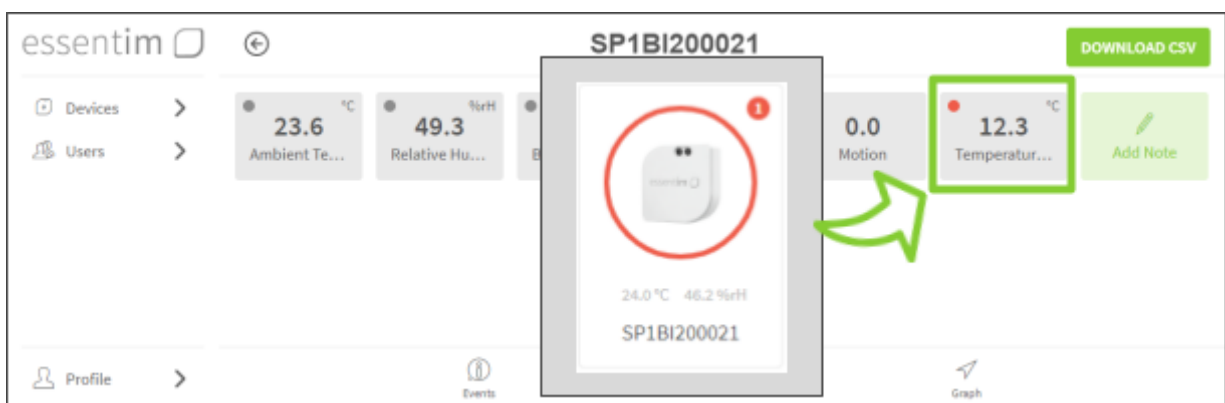 essentim
SP1BI200021
DOWNLOAD CSV
Devices
Users
°C
23.6
Ambient Te...
%rH
49.3
Relative Hu...
B
1
essentim
24.0 °C 46.2 %rH
SP1BI200021
0.0
Motion
°C
12.3
Temperatur...
Add Note
Profile
Events
Graph